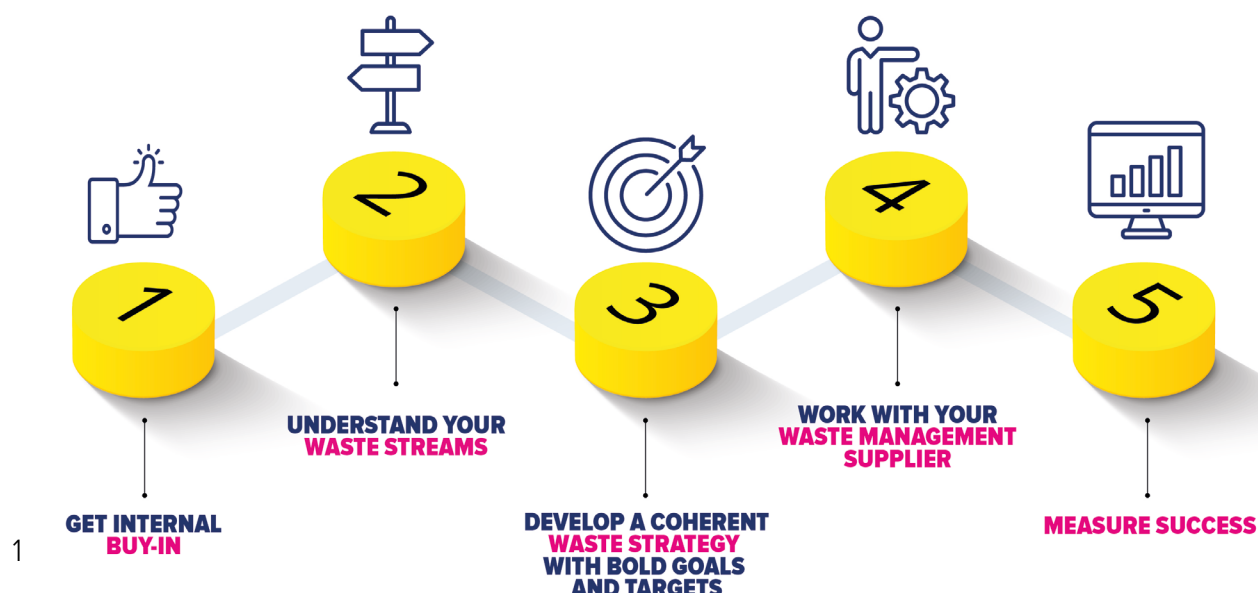 1
GET INTERNAL
BUY-IN
2
UNDERSTAND YOUR
WASTE STREAMS
3
DEVELOP A COHERENT
WASTE STRATEGY
WITH BOLD GOALS
AND TARGETS
4
WORK WITH YOUR
WASTE MANAGEMENT
SUPPLIER
5
MEASURE SUCCESS
1